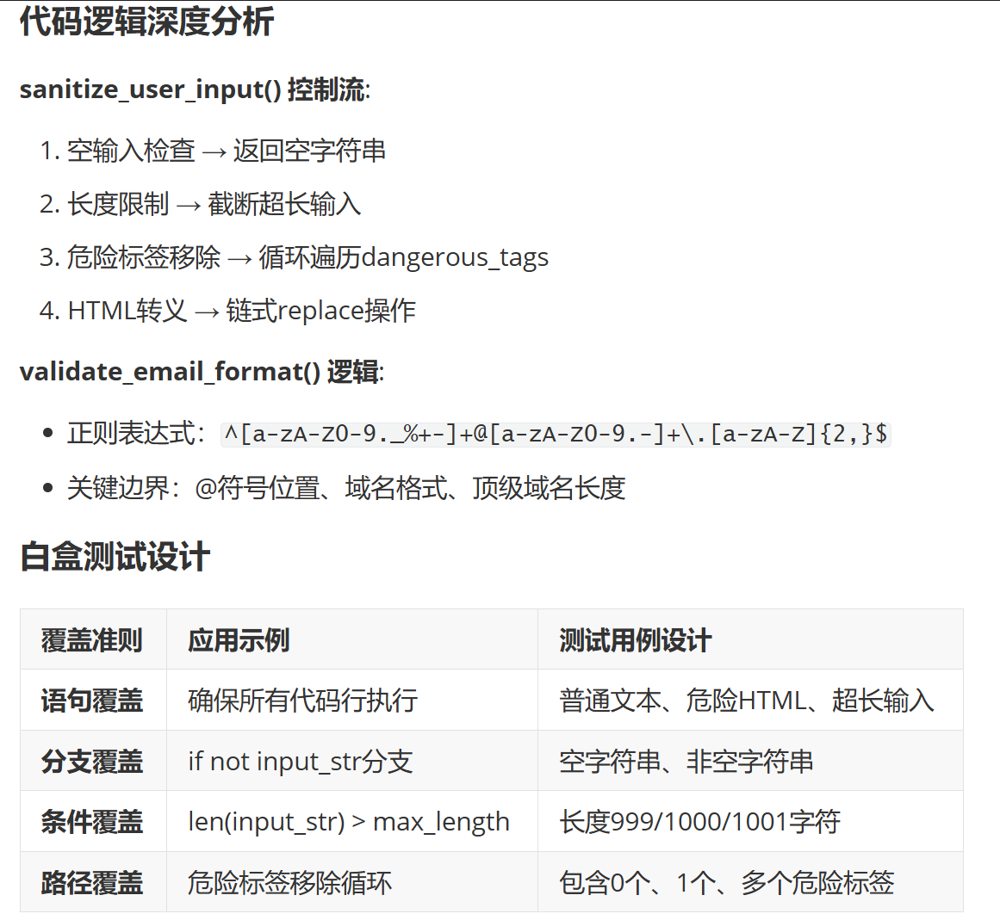 代码逻辑深度分析
sanitize_user_input() 控制流:
1. 空输入检查 → 返回空字符串
2. 长度限制 → 截断超长输入
3. 危险标签移除 → 循环遍历dangerous_tags
4. HTML转义 → 链式replace操作
validate_email_format() 逻辑:
• 正则表达式：^[a-zA-Z0-9._%+-]+@[a-zA-Z0-9.-]+\.[a-zA-Z]{2,}$
• 关键边界：@符号位置、域名格式、顶级域名长度
白盒测试设计
覆盖准则 应用示例 测试用例设计
语句覆盖 确保所有代码行执行 普通文本、危险HTML、超长输入
分支覆盖 if not input_str分支 空字符串、非空字符串
条件覆盖 len(input_str) > max_length 长度999/1000/1001字符
路径覆盖 危险标签移除循环 包含0个、1个、多个危险标签